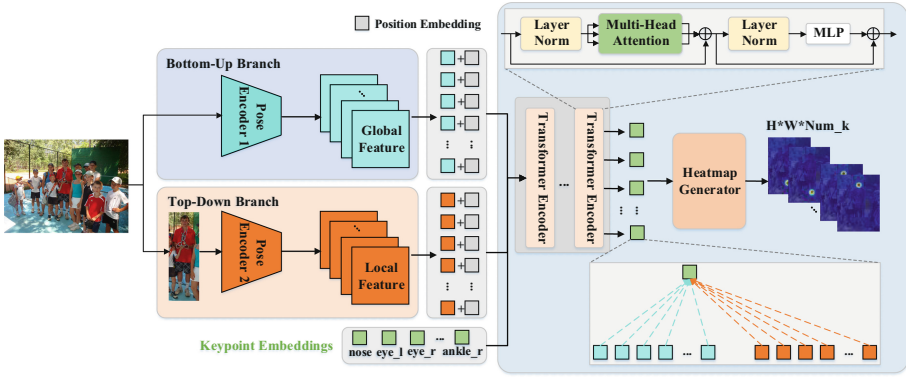 Position Embedding
Bottom-Up Branch
Pose
Encoder 1
...
Global
Feature
+
+
+
+
... ...
+
Top-Down Branch
Pose
Encoder 2
...
Local
Feature
+
+
+
+
... ...
+
Keypoint Embeddings
...
nose eye_l eye_r ankle_r
Layer
Norm
Multi-Head
Attention
Layer
Norm
MLP
Transformer Encoder
...
Transformer Encoder
... ...
Heatmap
Generator
H*W*Num_k
...
... ...